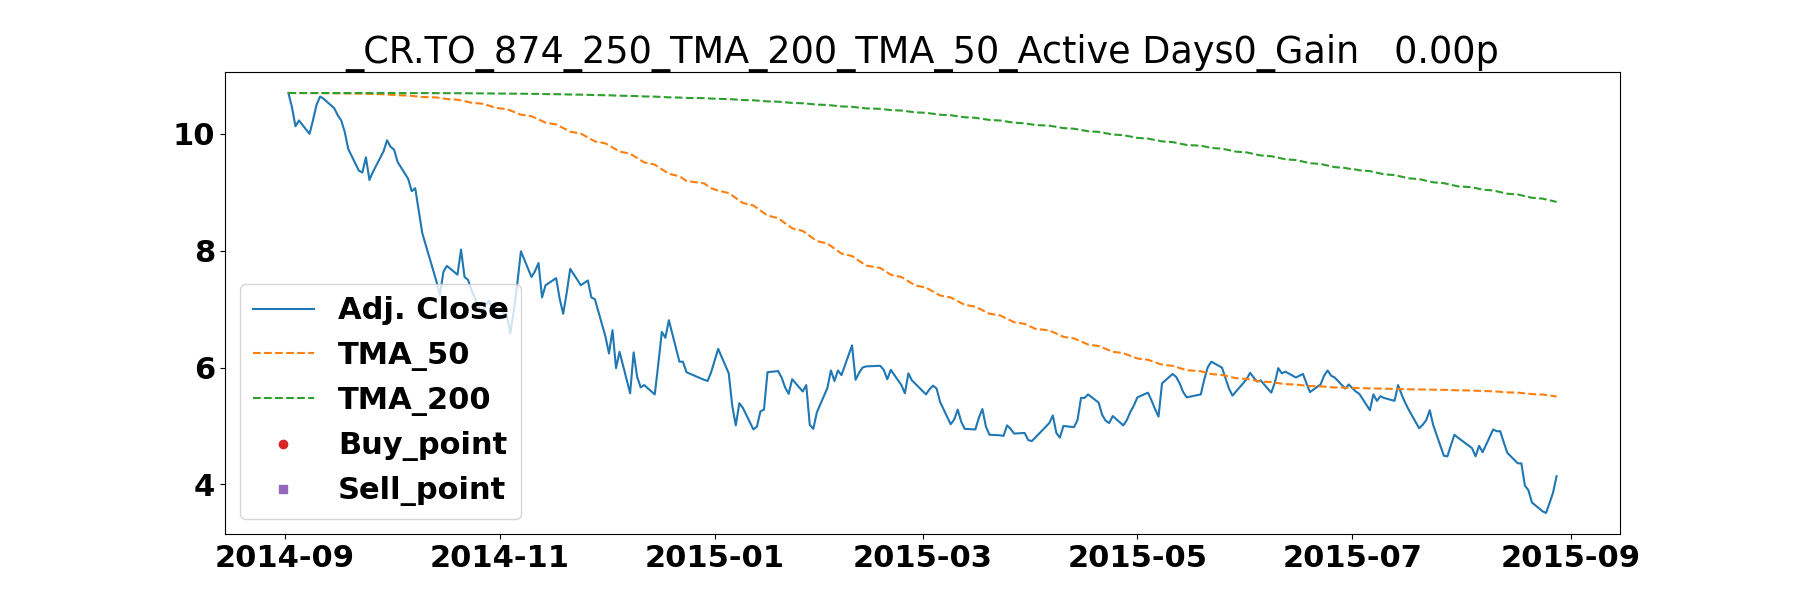 _CR.TO_874_250_TMA_200_TMA_50_Active Days0_Gain   0.00p
10
8
6
4
Adj. Close
TMA_50
TMA_200
Buy_point
Sell_point
2014-09 2014-11 2015-01 2015-03 2015-05 2015-07 2015-09